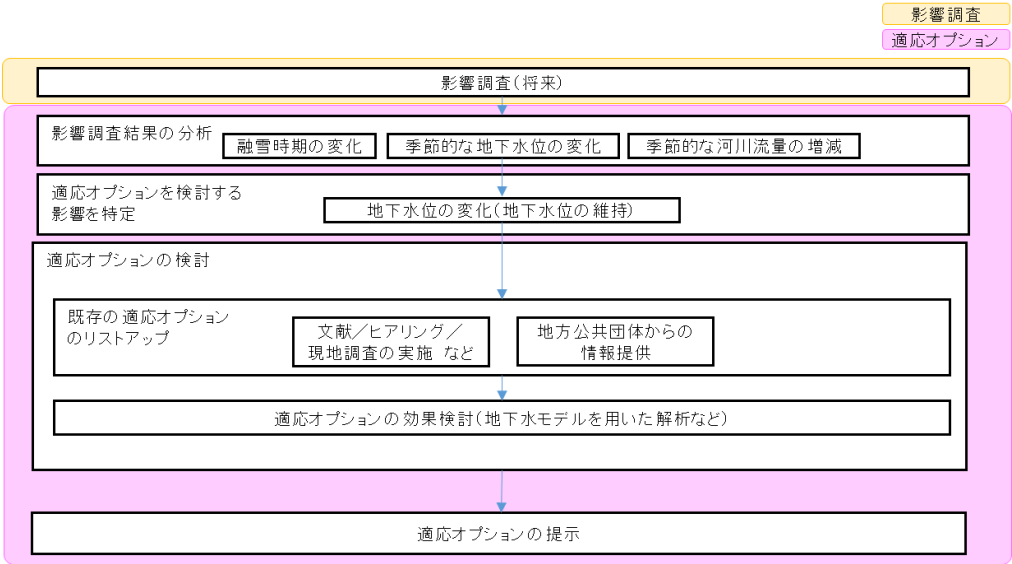 影響調査
適応オプション
影響調査(将来)
影響調査結果の分析
融雪時期の変化
季節的な地下水位の変化
季節的な河川流量の増減
適応オプションを検討する
影響を特定
地下水位の変化(地下水位の維持)
適応オプションの検討
既存の適応オプション
のリストアップ
文献/ヒアリング/
現地調査の実施 など
地方公共団体からの
情報提供
適応オプションの効果検討(地下水モデルを用いた解析など)
適応オプションの提示